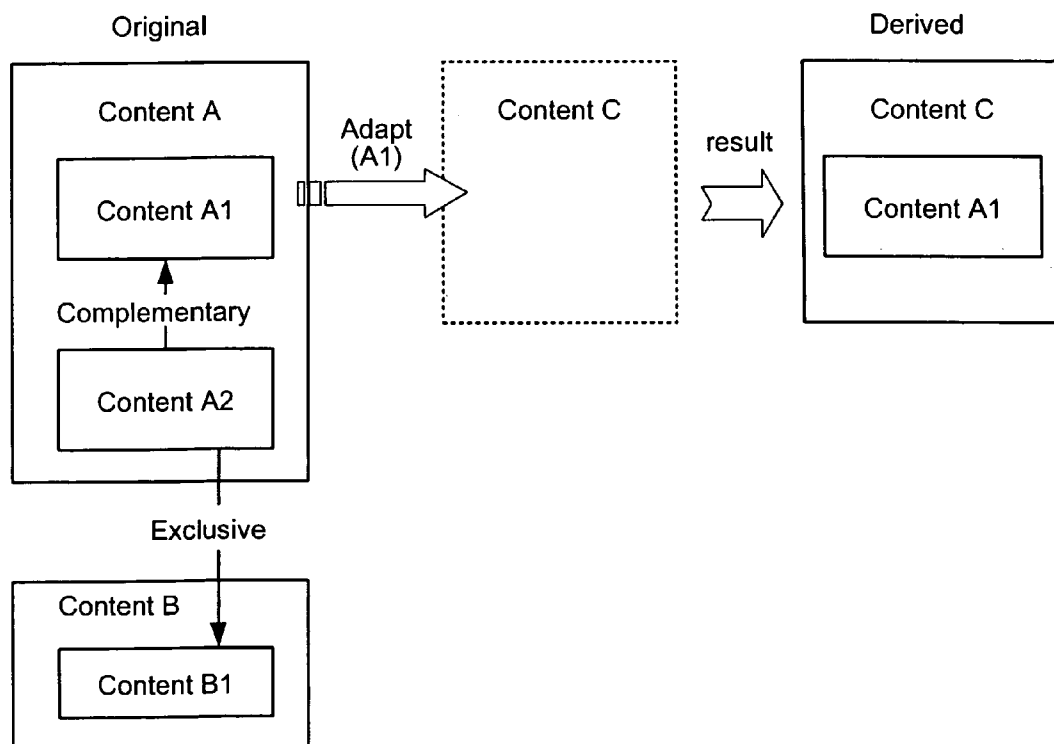 Original
Derived
Content A
Content C
Content C
Adapt
(A1)
result
Content A1
Content A1
Complementary
Content A2
Exclusive
Content B
Content B1